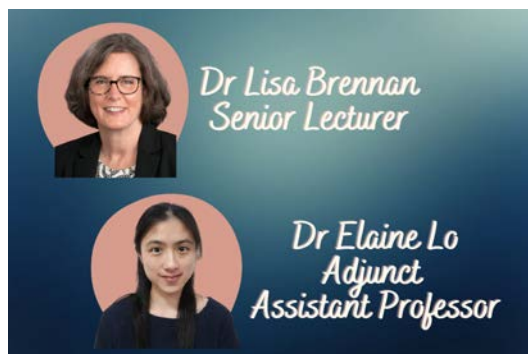 Dr Lisa Brennan
Senior Lecturer
Dr Elaine Lo
Adjunct
Assistant Professor